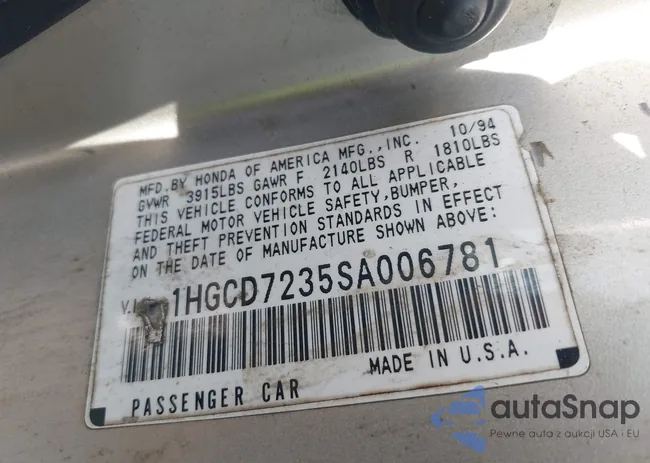 MFD.BY HONDA OF AMERICA MFG.,INC. 10/94
GVWR 3915LBS GAWR F 2140LBS R 1810LBS
THIS VEHICLE CONFORMS TO ALL APPLICABLE
FEDERAL MOTOR VEHICLE SAFETY,BUMPER,
AND THEFT PREVENTION STANDARDS IN EFFECT
ON THE DATE OF MANUFACTURE SHOWN ABOVE:
V.I 1HGCD7235SA006781
PASSENGER CAR MADE IN U.S.A.
autaSnap
Pewne auta z aukcji USA · EU